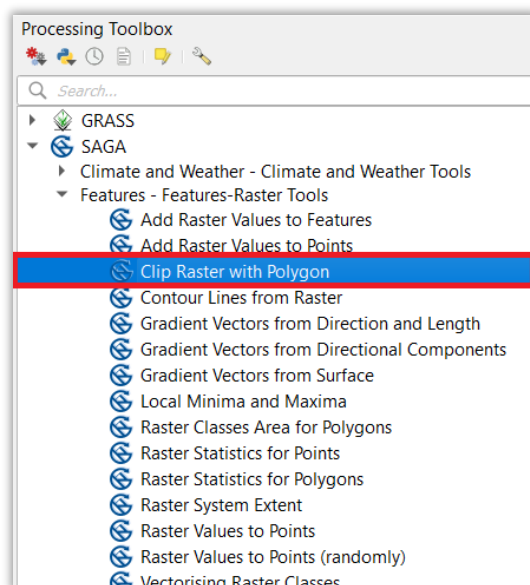 Processing Toolbox
Search...
GRASS
SAGA
Climate and Weather - Climate and Weather Tools
Features - Features-Raster Tools
Add Raster Values to Features
Add Raster Values to Points
Clip Raster with Polygon
Contour Lines from Raster
Gradient Vectors from Direction and Length
Gradient Vectors from Directional Components
Gradient Vectors from Surface
Local Minima and Maxima
Raster Classes Area for Polygons
Raster Statistics for Points
Raster Statistics for Polygons
Raster System Extent
Raster Values to Points
Raster Values to Points (randomly)
Vectorising Raster Classes